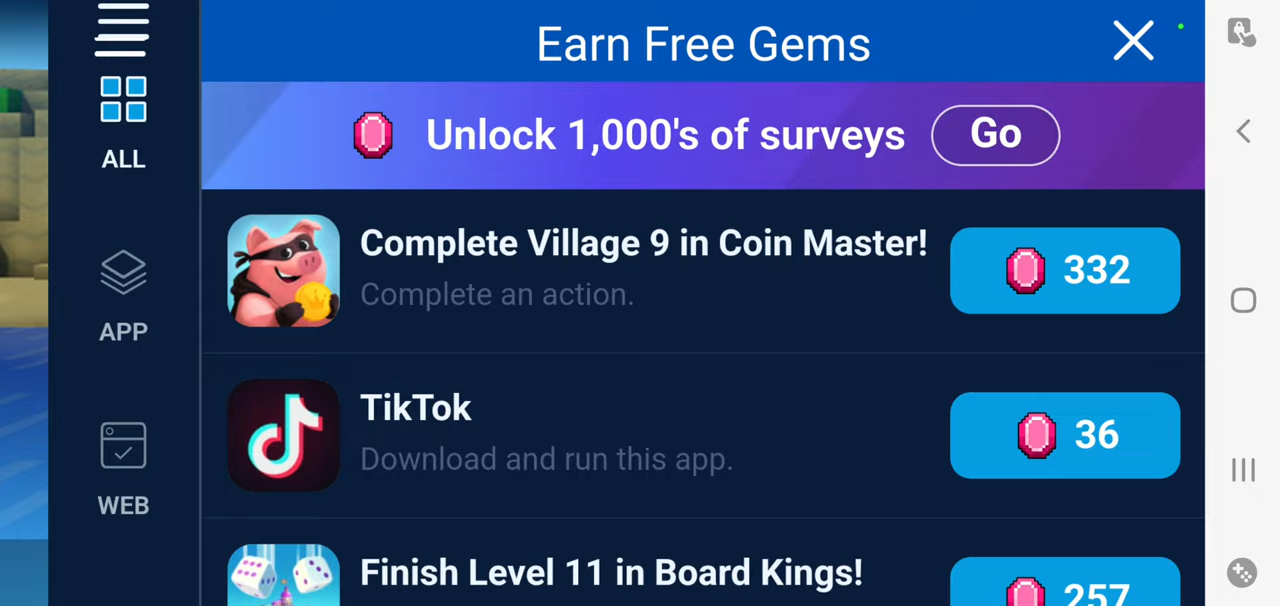 Earn Free Gems
ALL
Unlock 1,000's of surveys Go
Complete Village 9 in Coin Master!
Complete an action.
332
APP
TikTok
Download and run this app.
36
WEB
Finish Level 11 in Board Kings!
257